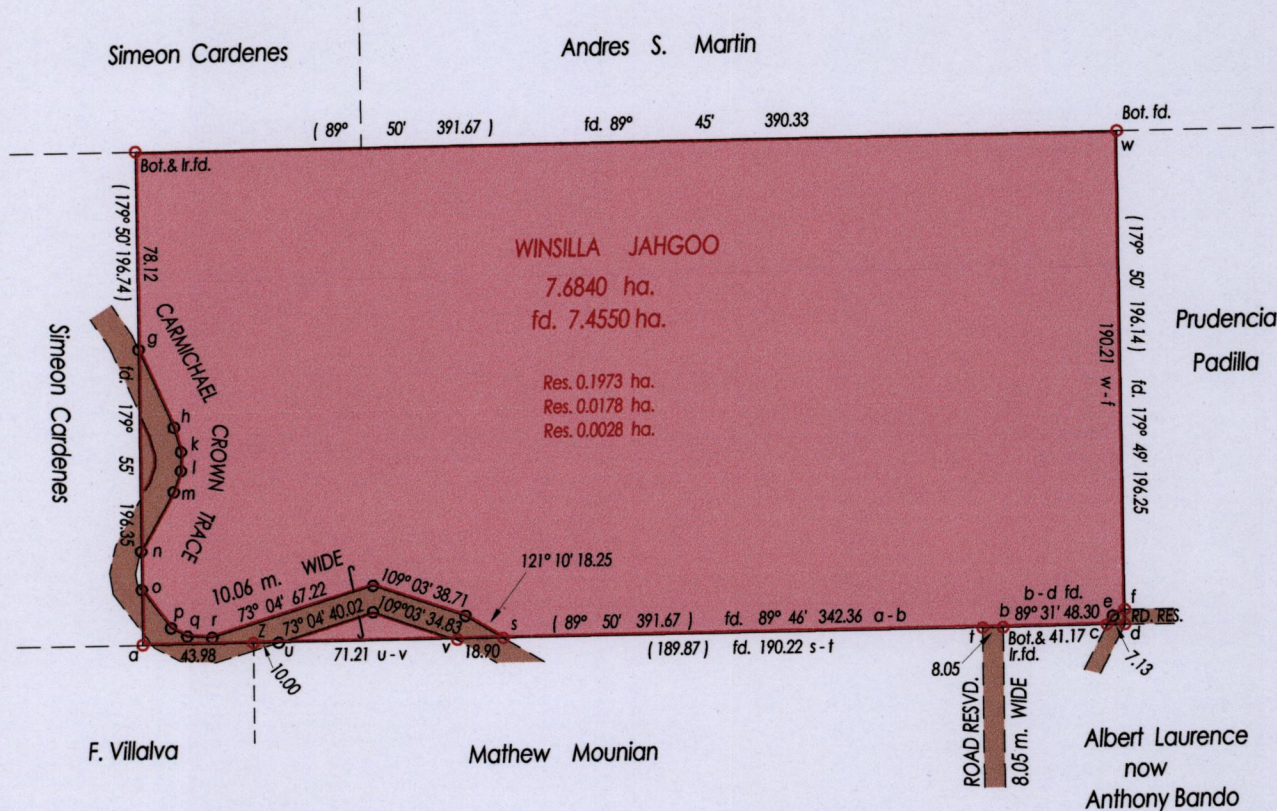 Simeon Cardenes
Andres S. Martin
( 89° 50' 391.67 ) fd. 89° 45' 390.33
Bot. fd.
w
Bot.& Ir.fd.
( 179° 50' 196.74)
78.12
fd. 179° 55' 196.35
WINSILLA JAHGOO
7.6840 ha.
fd. 7.4550 ha.
Res. 0.1973 ha.
Res. 0.0178 ha.
Res. 0.0028 ha.
( 179° 50' 196.14 ) fd. 179° 49' 196.25
190.21 w-f
Prudencia
Padilla
Simeon Cardenes
CARMICHAEL CROWN TRACE
g
h
k
l
m
n
o
p
q
r
10.06 m. WIDE
73° 04' 67.22
109° 03' 38.71
121° 10' 18.25
73° 04' 40.02
109°03' 34.83
s
( 89° 50' 391.67 ) fd. 89° 46' 342.36 a-b
b-d fd.
b 89° 31' 48.30
e
f
RD. RES.
a
43.98
z
10.00
u
71.21 u-v
v
18.90
( 189.87 ) fd. 190.22 s-t
t
8.05
Bot.& 41.17
Ir.fd.
c
d
7.13
ROAD RESVD.
8.05 m. WIDE
F. Villalva
Mathew Mounian
Albert Laurence
now
Anthony Bando